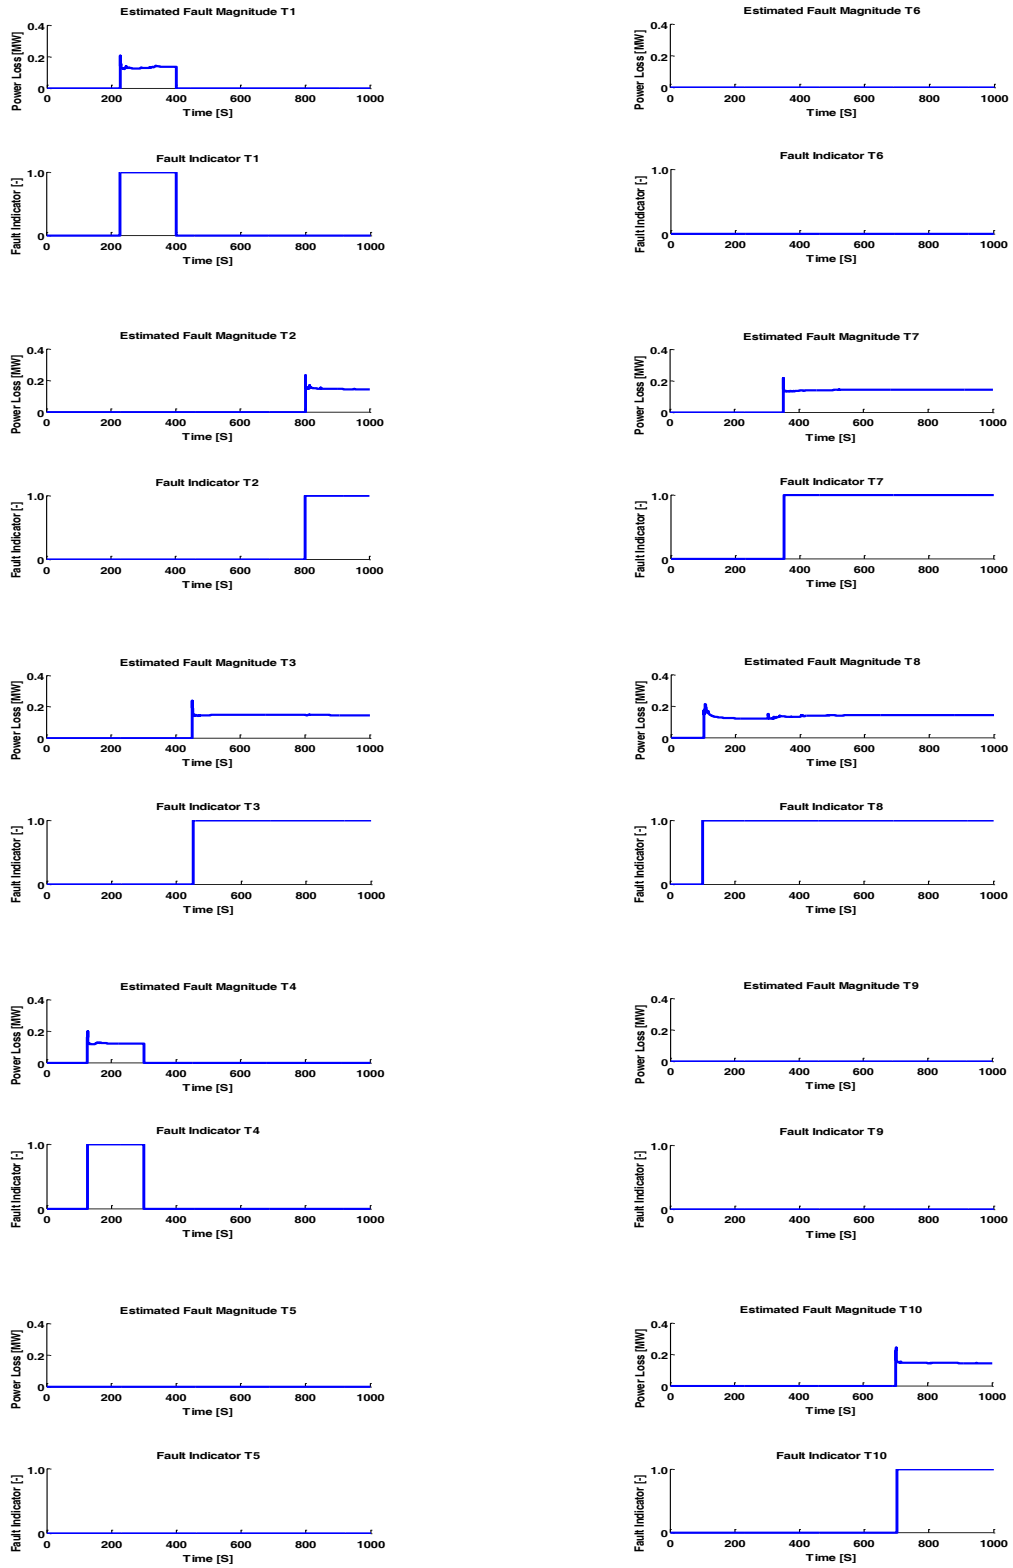 Estimated Fault Magnitude T1
Power Loss [MW]
0.4
0.2
0
0 200 400 600 800 1000
Time [S]
Fault Indicator T1
Fault Indicator [-]
1.0
0
0 200 400 600 800 1000
Time [S]
Estimated Fault Magnitude T2
Power Loss [MW]
0.4
0.2
0
0 200 400 600 800 1000
Time [S]
Fault Indicator T2
Fault Indicator [-]
1.0
0
0 200 400 600 800 1000
Time [S]
Estimated Fault Magnitude T3
Power Loss [MW]
0.4
0.2
0
0 200 400 600 800 1000
Time [S]
Fault Indicator T3
Fault Indicator [-]
1.0
0
0 200 400 600 800 1000
Time [S]
Estimated Fault Magnitude T4
Power Loss [MW]
0.4
0.2
0
0 200 400 600 800 1000
Time [S]
Fault Indicator T4
Fault Indicator [-]
1.0
0
0 200 400 600 800 1000
Time [S]
Estimated Fault Magnitude T5
Power Loss [MW]
0.4
0.2
0
0 200 400 600 800 1000
Time [S]
Fault Indicator T5
Fault Indicator [-]
1.0
0
0 200 400 600 800 1000
Time [S]
Estimated Fault Magnitude T6
Power Loss [MW]
0.4
0.2
0
0 200 400 600 800 1000
Time [S]
Fault Indicator T6
Fault Indicator [-]
1.0
0
0 200 400 600 800 1000
Time [S]
Estimated Fault Magnitude T7
Power Loss [MW]
0.4
0.2
0
0 200 400 600 800 1000
Time [S]
Fault Indicator T7
Fault Indicator [-]
1.0
0
0 200 400 600 800 1000
Time [S]
Estimated Fault Magnitude T8
Power Loss [MW]
0.4
0.2
0
0 200 400 600 800 1000
Time [S]
Fault Indicator T8
Fault Indicator [-]
1.0
0
0 200 400 600 800 1000
Time [S]
Estimated Fault Magnitude T9
Power Loss [MW]
0.4
0.2
0
0 200 400 600 800 1000
Time [S]
Fault Indicator T9
Fault Indicator [-]
1.0
0
0 200 400 600 800 1000
Time [S]
Estimated Fault Magnitude T10
Power Loss [MW]
0.4
0.2
0
0 200 400 600 800 1000
Time [S]
Fault Indicator T10
Fault Indicator [-]
1.0
0
0 200 400 600 800 1000
Time [S]